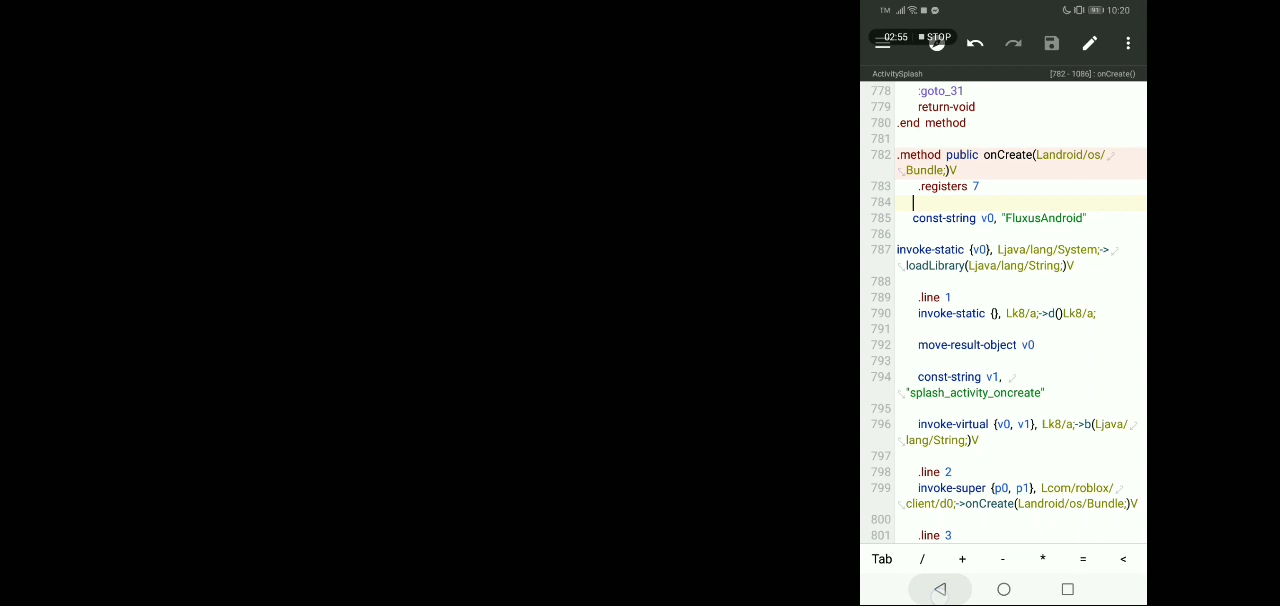 TM 91 10:20
02:55 STOP
ActivitySplash [782 - 1086] : onCreate()
778 :goto_31
779 return-void
780 .end method
781
782 .method public onCreate(Landroid/os/
Bundle;)V
783 .registers 7
784
785 const-string v0, "FluxusAndroid"
786
787 invoke-static {v0}, Ljava/lang/System;->
loadLibrary(Ljava/lang/String;)V
788
789 .line 1
790 invoke-static {}, Lk8/a;->d()Lk8/a;
791
792 move-result-object v0
793
794 const-string v1,
"splash_activity_oncreate"
795
796 invoke-virtual {v0, v1}, Lk8/a;->b(Ljava/
lang/String;)V
797
798 .line 2
799 invoke-super {p0, p1}, Lcom/roblox/
client/d0;->onCreate(Landroid/os/Bundle;)V
800
801 .line 3
Tab / + - * = <